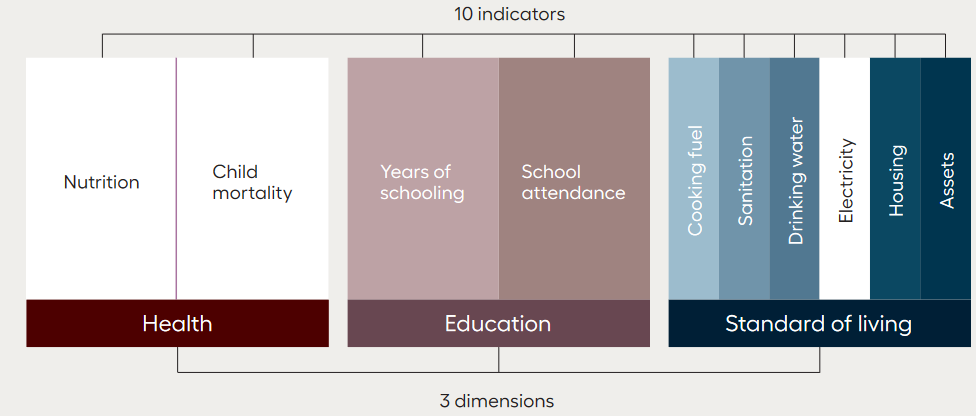 10 indicators
Nutrition
Child
mortality
Years of
schooling
School
attendance
Cooking fuel
Sanitation
Drinking water
Electricity
Housing
Assets
Health
Education
Standard of living
3 dimensions